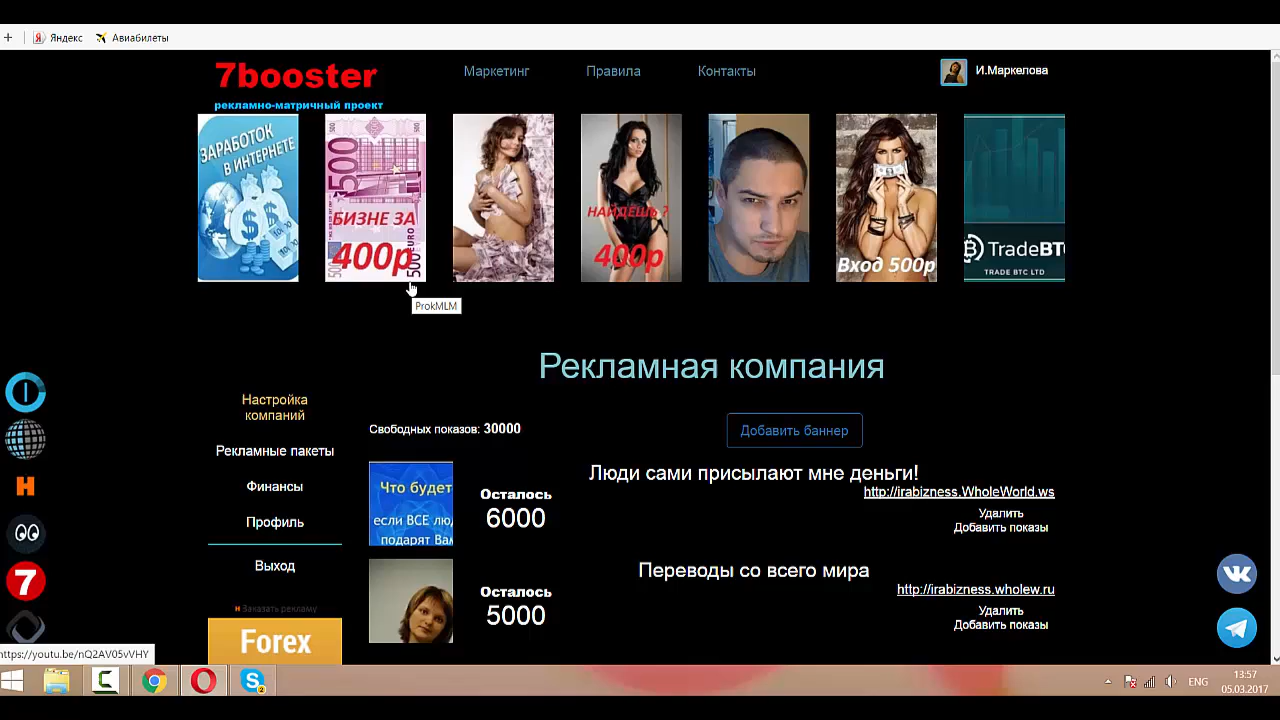 Яндекс
Авиабилеты
7booster
рекламно-матричный проект
Маркетинг
Правила
Контакты
И.Маркелова
ЗАРАБОТОК
В ИНТЕРНЕТЕ
500
БИЗНЕ ЗА
400р
500 EURO
НАЙДЕШЬ ?
400р
Вход 500р
TradeBT
TRADE BTC LTD
ProkMLM
Рекламная компания
Настройка
компаний
Рекламные пакеты
Финансы
Профиль
Выход
Заказать рекламу
Forex
Свободных показов: 30000
Добавить баннер
Что будет
если ВСЕ лю
подарят Вам
Осталось
6000
Люди сами присылают мне деньги!
http://irabizness.WholeWorld.ws
Удалить
Добавить показы
Осталось
5000
Переводы со всего мира
http://irabizness.wholew.ru
Удалить
Добавить показы
https://youtu.be/nQ2AV05vVHY
ENG
13:57
05.03.2017